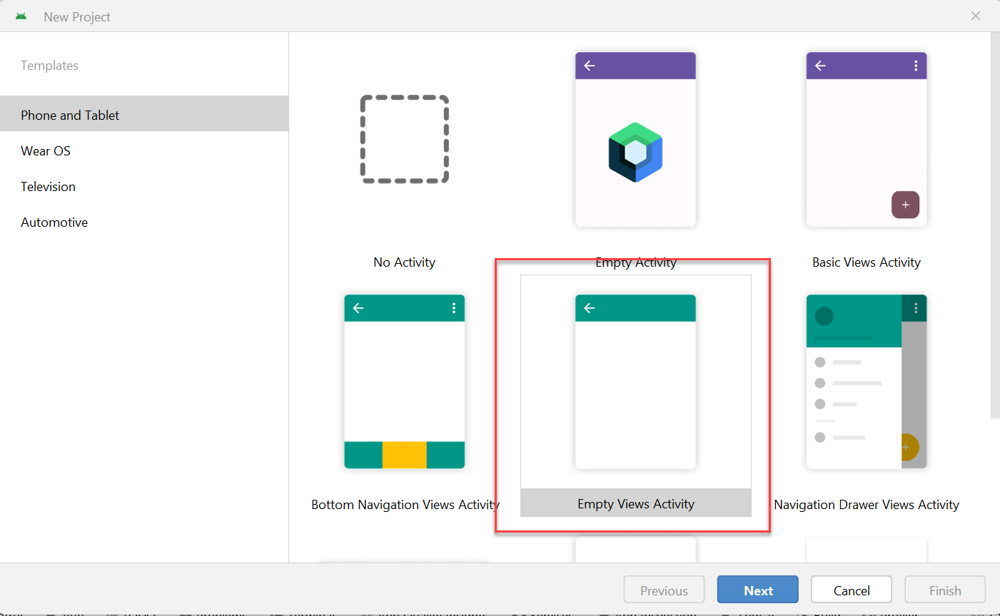 New Project
Templates
Phone and Tablet
Wear OS
Television
Automotive
No Activity
Empty Activity
Basic Views Activity
Bottom Navigation Views Activity
Empty Views Activity
Navigation Drawer Views Activity
Previous
Next
Cancel
Finish